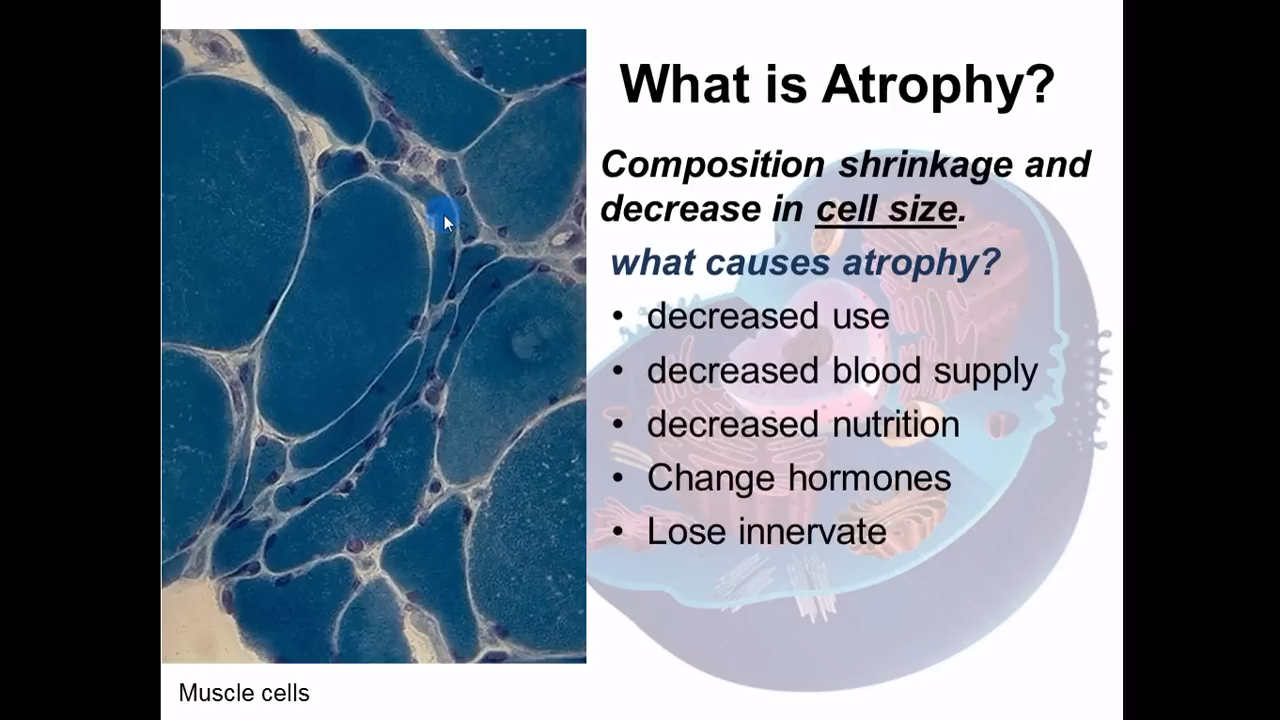 What is Atrophy?
Composition shrinkage and
decrease in cell size.
what causes atrophy?
• decreased use
• decreased blood supply
• decreased nutrition
• Change hormones
• Lose innervate
Muscle cells